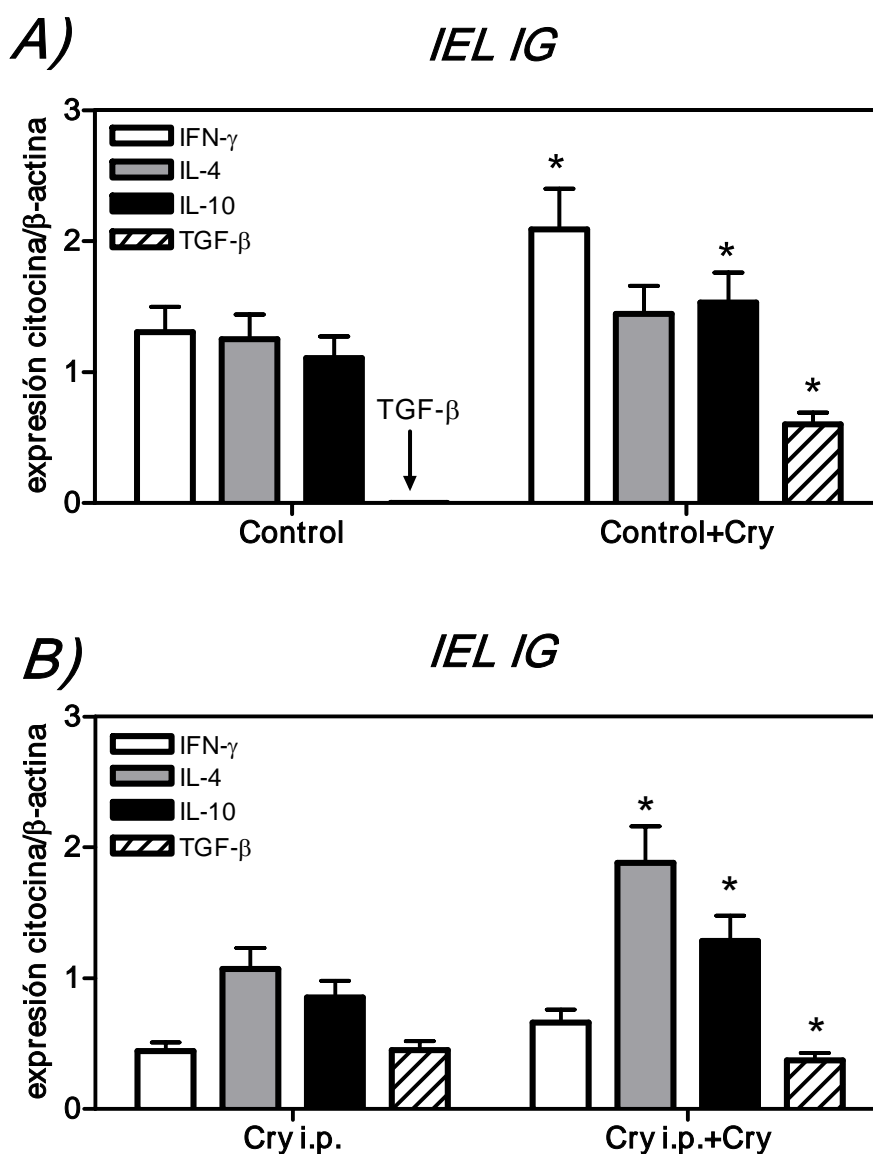 A)
IEL IG
expresión citocina/β-actina
3
2
1
0
IFN-γ
IL-4
IL-10
TGF-β
TGF-β
*
*
*
Control
Control+Cry
B)
IEL IG
expresión citocina/β-actina
3
2
1
0
IFN-γ
IL-4
IL-10
TGF-β
*
*
*
Cry i.p.
Cry i.p.+Cry